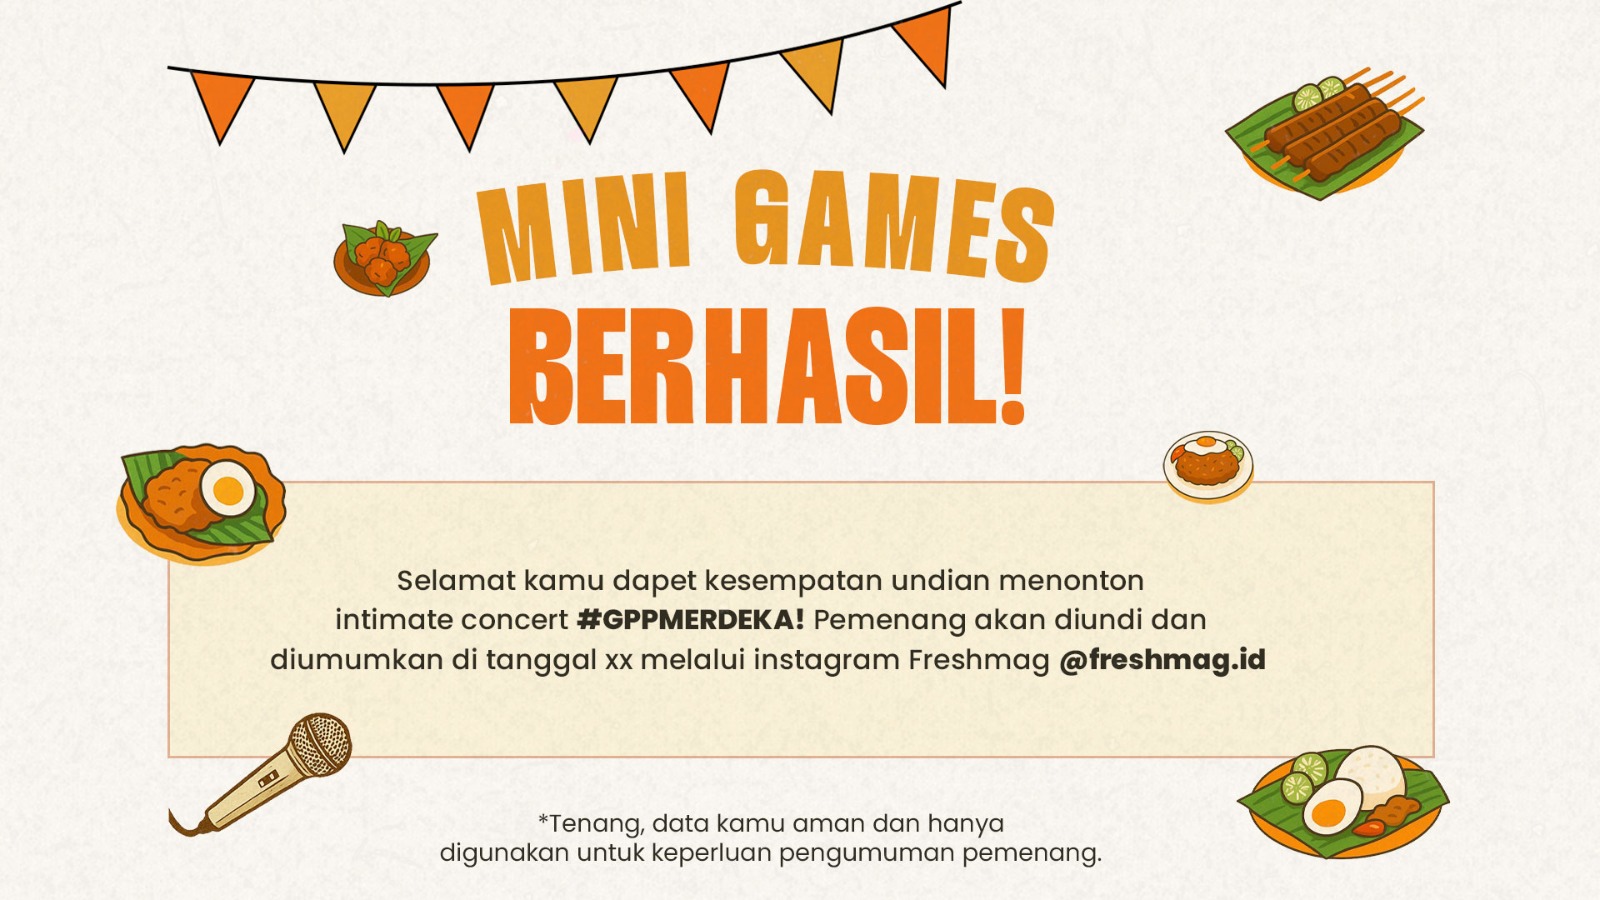 MINI GAMES
BERHASIL!
Selamat kamu dapet kesempatan undian menonton
intimate concert #GPPMERDEKA! Pemenang akan diundi dan
diumumkan di tanggal xx melalui instagram Freshmag @freshmag.id
*Tenang, data kamu aman dan hanya
digunakan untuk keperluan pengumuman pemenang.